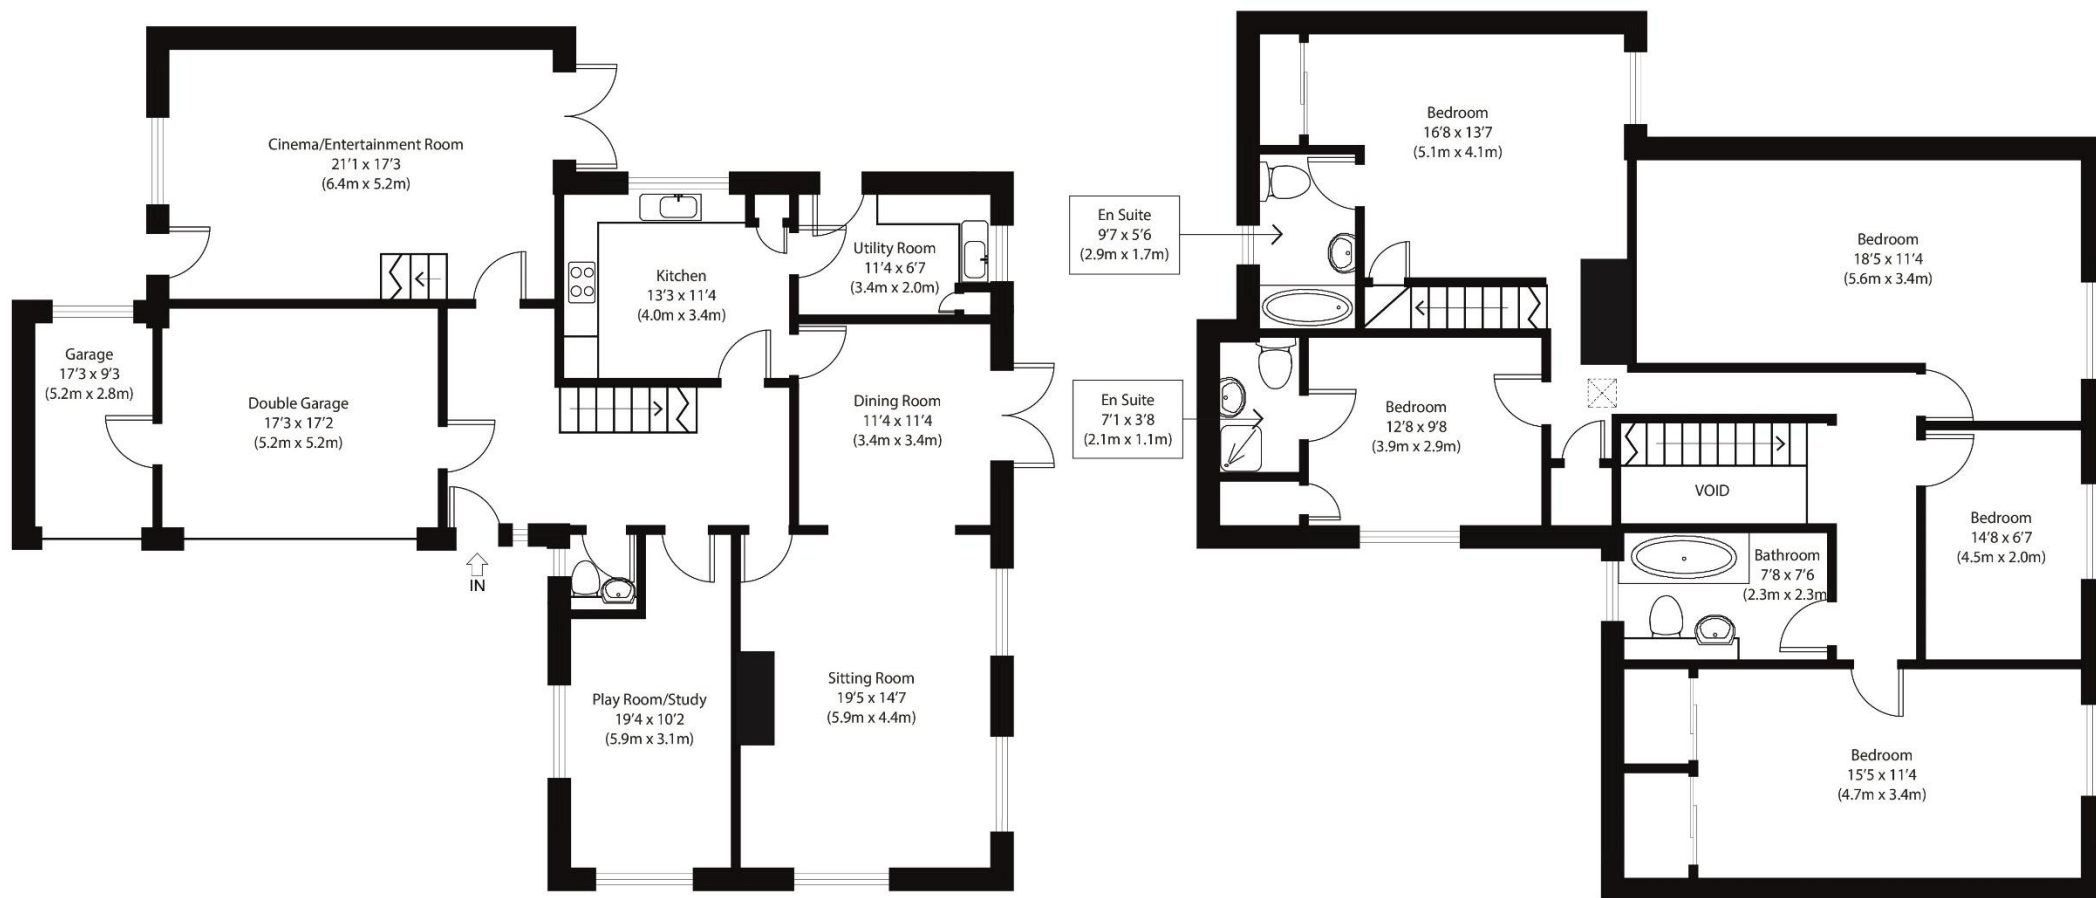 Cinema/Entertainment Room
21'1 x 17'3
(6.4m x 5.2m)
Kitchen
13'3 x 11'4
(4.0m x 3.4m)
Utility Room
11'4 x 6'7
(3.4m x 2.0m)
Garage
17'3 x 9'3
(5.2m x 2.8m)
Double Garage
17'3 x 17'2
(5.2m x 5.2m)
Dining Room
11'4 x 11'4
(3.4m x 3.4m)
IN
Play Room/Study
19'4 x 10'2
(5.9m x 3.1m)
Sitting Room
19'5 x 14'7
(5.9m x 4.4m)
Bedroom
16'8 x 13'7
(5.1m x 4.1m)
En Suite
9'7 x 5'6
(2.9m x 1.7m)
Bedroom
18'5 x 11'4
(5.6m x 3.4m)
En Suite
7'1 x 3'8
(2.1m x 1.1m)
Bedroom
12'8 x 9'8
(3.9m x 2.9m)
VOID
Bedroom
14'8 x 6'7
(4.5m x 2.0m)
Bathroom
7'8 x 7'6
(2.3m x 2.3m
Bedroom
15'5 x 11'4
(4.7m x 3.4m)